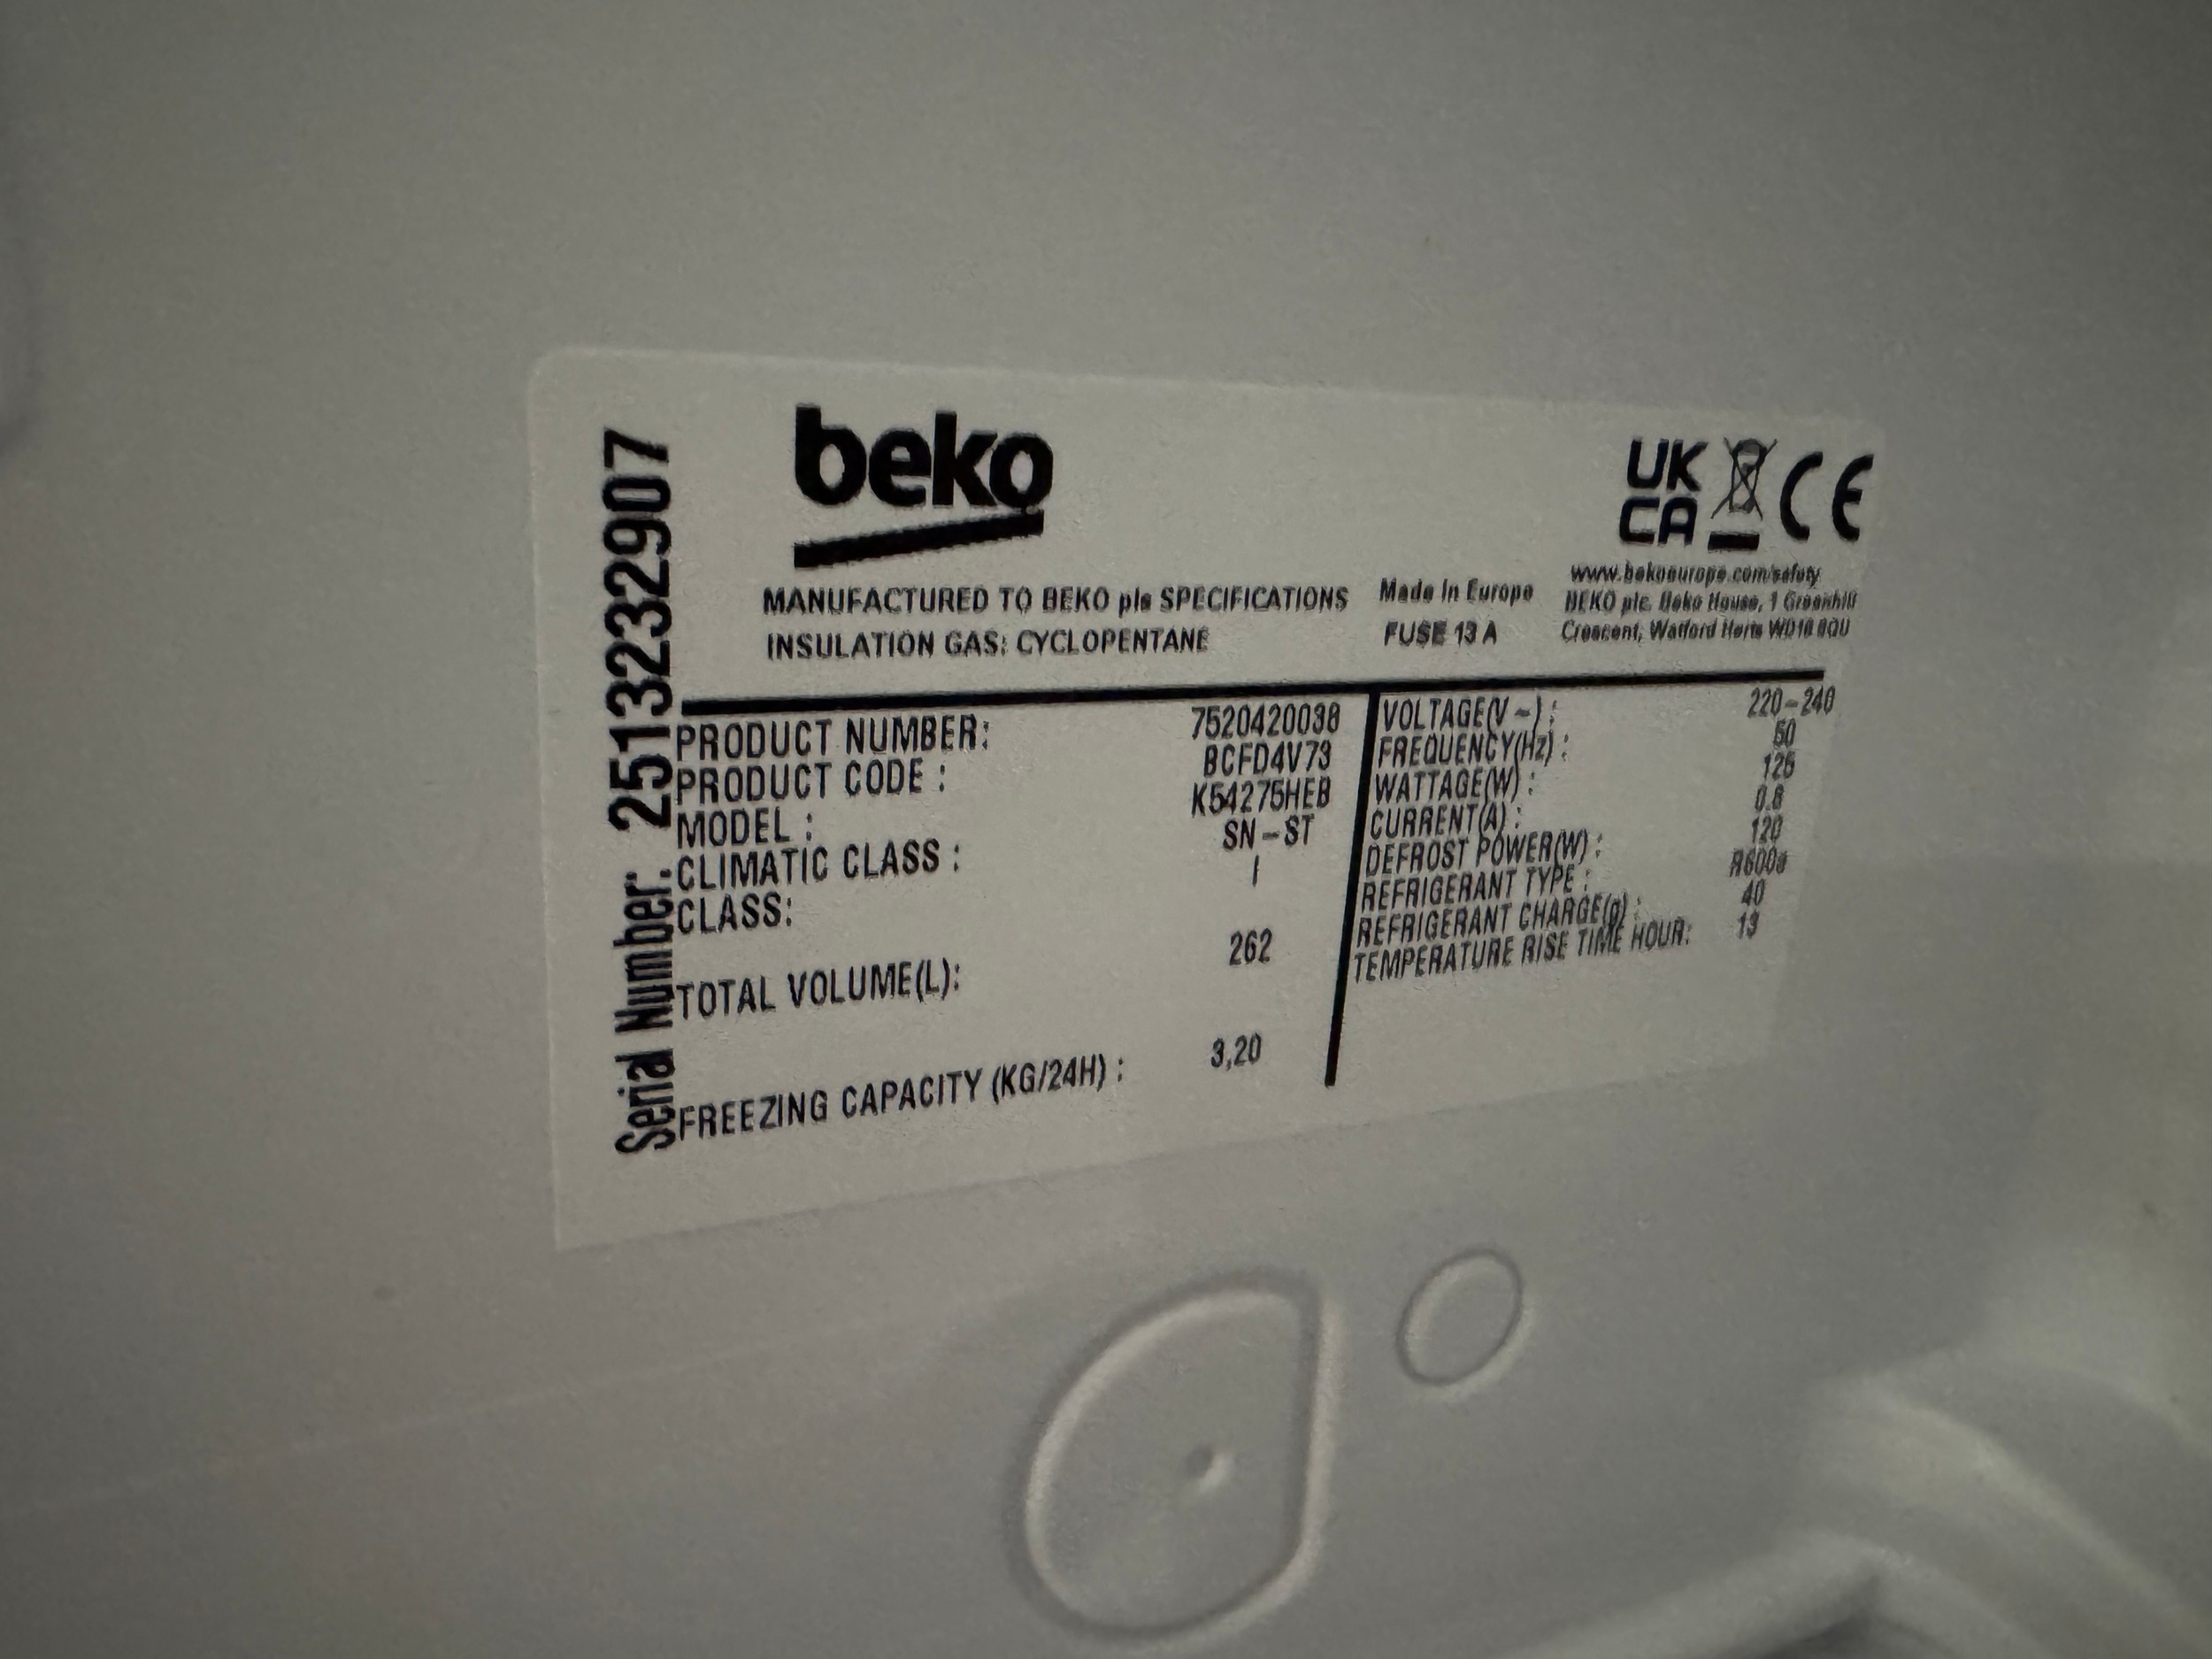 Serial Number: 2513232907
beko
UK
CA
CE
MANUFACTURED TO BEKO plc SPECIFICATIONS
INSULATION GAS: CYCLOPENTANE
Made In Europe
FUSE 13 A
www.bekoeurope.com/safety
BEKO plc. Beko House, 1 Greenhill
Crescent, Watford Herts WD18 8QU
PRODUCT NUMBER: 7520420038
PRODUCT CODE : BCFD4V73
MODEL : K54275HEB
CLIMATIC CLASS : SN-ST
CLASS: I
TOTAL VOLUME(L): 262
FREEZING CAPACITY (KG/24H) : 3,20
VOLTAGE(V ~) : 220-240
FREQUENCY(Hz) : 50
WATTAGE(W) :
CURRENT(A) : 0.8
DEFROST POWER(W) : 120
REFRIGERANT TYPE : R600a
REFRIGERANT CHARGE(g) : 40
TEMPERATURE RISE TIME HOUR: 13